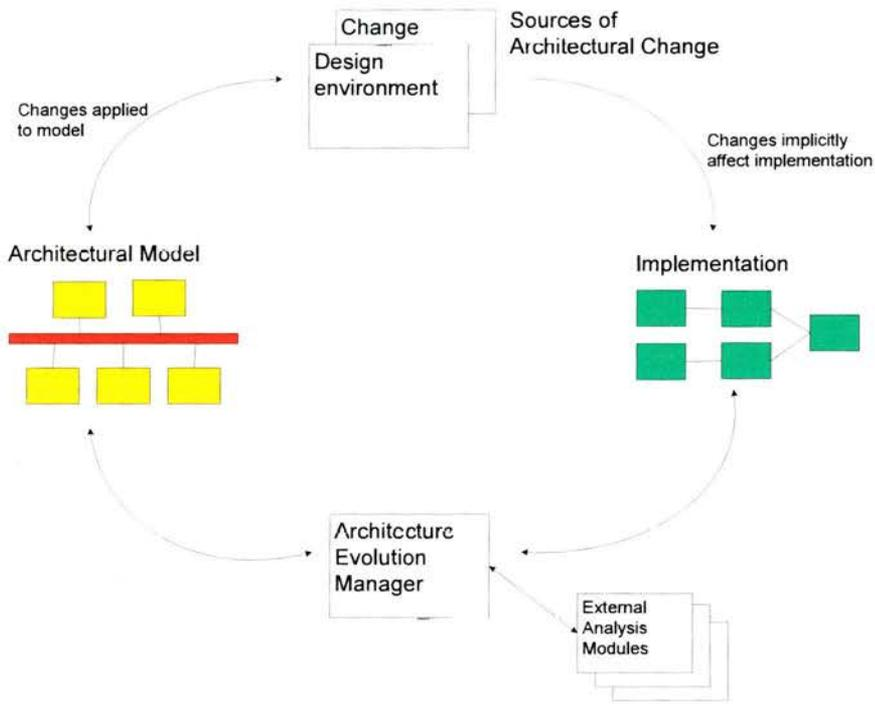 Change
Design
environment
Sources of
Architectural Change
Changes applied
to model
Changes implicitly
affect implementation
Architectural Model
Implementation
Architecture
Evolution
Manager
External
Analysis
Modules